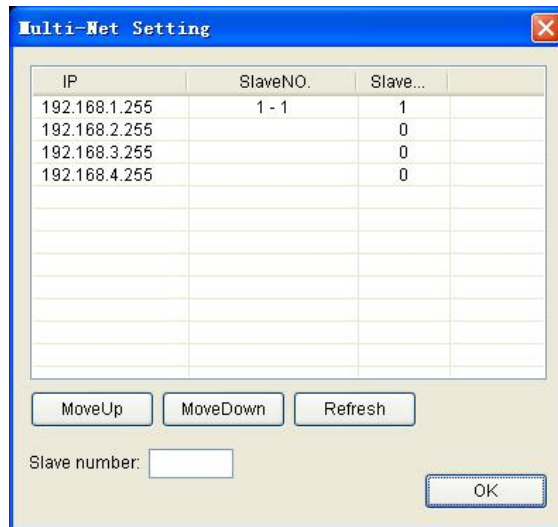 Multi-Net Setting
IP SlaveNO. Slave...
192.168.1.255 1 - 1 1
192.168.2.255 0
192.168.3.255 0
192.168.4.255 0
MoveUp MoveDown Refresh
Slave number:
OK